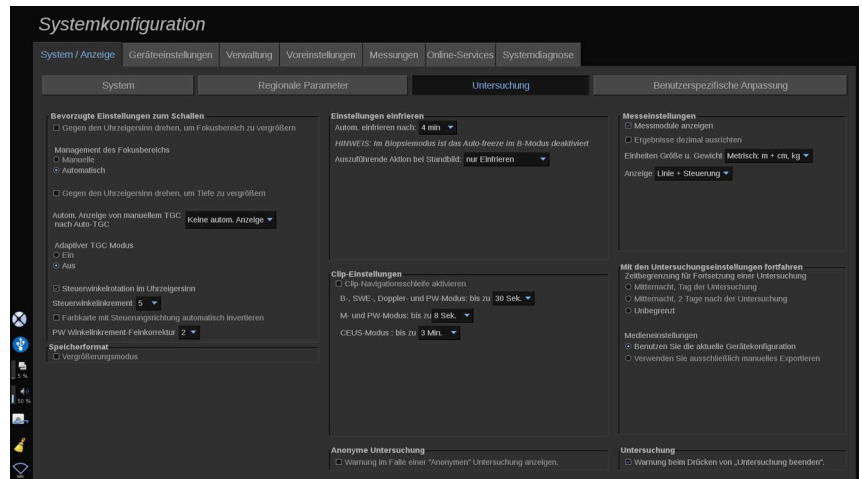 Systemkonfiguration
System / Anzeige
Geräteeinstellungen
Verwaltung
Voreinstellungen
Messungen
Online-Services
Systemdiagnose
System
Regionale Parameter
Untersuchung
Benutzerspezifische Anpassung
Bevorzugte Einstellungen zum Schallen
Gegen den Uhrzeigersinn drehen, um Fokusbereich zu vergrößern
Management des Fokusbereichs
Manuelle
Automatisch
Gegen den Uhrzeigersinn drehen, um Tiefe zu vergrößern
Autom. Anzeige von manuellem TGC
nach Auto-TGC
Keine autom. Anzeige
Adaptiver TGC Modus
Ein
Aus
Steuerwinkelrotation im Uhrzeigersinn
Steuerwinkelinkrement 5
Farbkarte mit Steuerungsrichtung automatisch invertieren
PW Winkelinkrement-Feinkorrektur 2
Speicherformat
Vergrößerungsmodus
Einstellungen einfrieren
Autom. einfrieren nach: 4 min
HINWEIS: Im Biopsiemodus ist das Auto-freeze im B-Modus deaktiviert
Auszuführende Aktion bei Standbild: nur Einfrieren
Clip-Einstellungen
Clip-Navigationsschleife aktivieren
B-, SWE-, Doppler- und PW-Modus: bis zu 30 Sek.
M- und PW-Modus: bis zu 8 Sek.
CEUS-Modus : bis zu 3 Min.
Anonyme Untersuchung
Warnung im Falle einer "Anonymen" Untersuchung anzeigen.
Messeinstellungen
Messmodule anzeigen
Ergebnisse dezimal ausrichten
Einheiten Größe u. Gewicht Metrisch: m + cm, kg
Anzeige Linie + Steuerung
Mit den Untersuchungseinstellungen fortfahren
Zeitbegrenzung für Fortsetzung einer Untersuchung
Mitternacht, Tag der Untersuchung
Mitternacht, 2 Tage nach der Untersuchung
Unbegrenzt
Medieneinstellungen
Benutzen Sie die aktuelle Gerätekonfiguration
Verwenden Sie ausschließlich manuelles Exportieren
Untersuchung
Warnung beim Drücken von „Untersuchung beenden“.
5 %
50 %